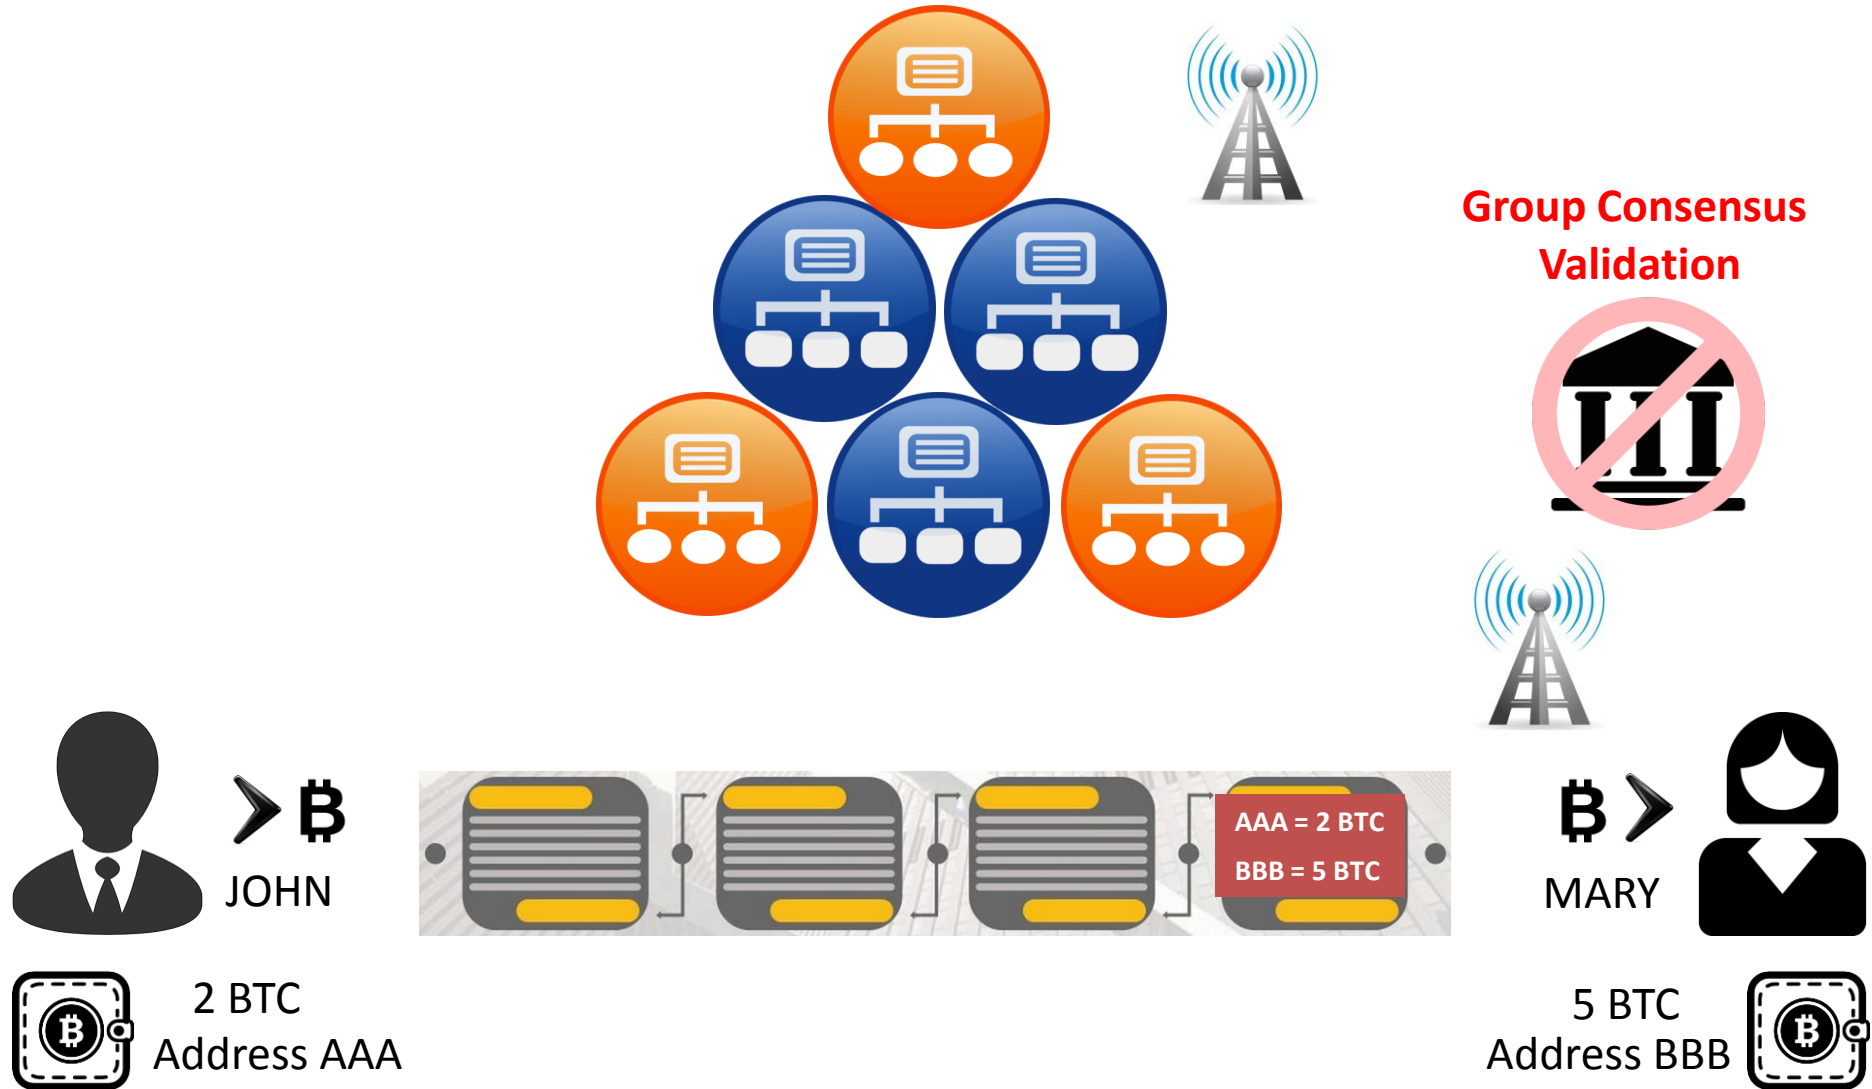 Group Consensus
Validation
AAA = 2 BTC
BBB = 5 BTC
JOHN
MARY
2 BTC
Address AAA
5 BTC
Address BBB